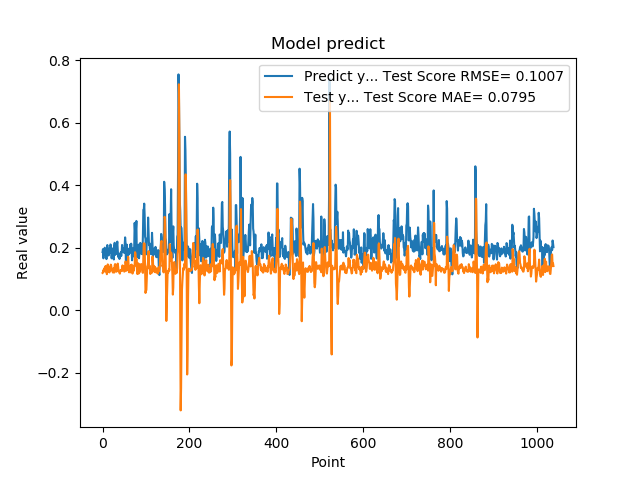 Model predict
Predict y... Test Score RMSE= 0.1007
Test y... Test Score MAE= 0.0795
Real value
0.8
0.6
0.4
0.2
0.0
−0.2
0
200
400
600
800
1000
Point